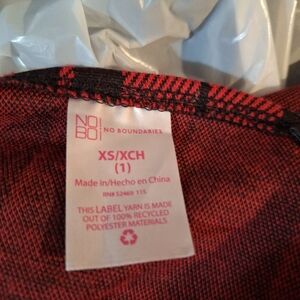 NO BO
NO BOUNDARIES
XS/XCH
(1)
Made in/Hecho en China
RN# 52469 115
THIS LABEL YARN IS MADE
OUT OF 100% RECYCLED
POLYESTER MATERIALS